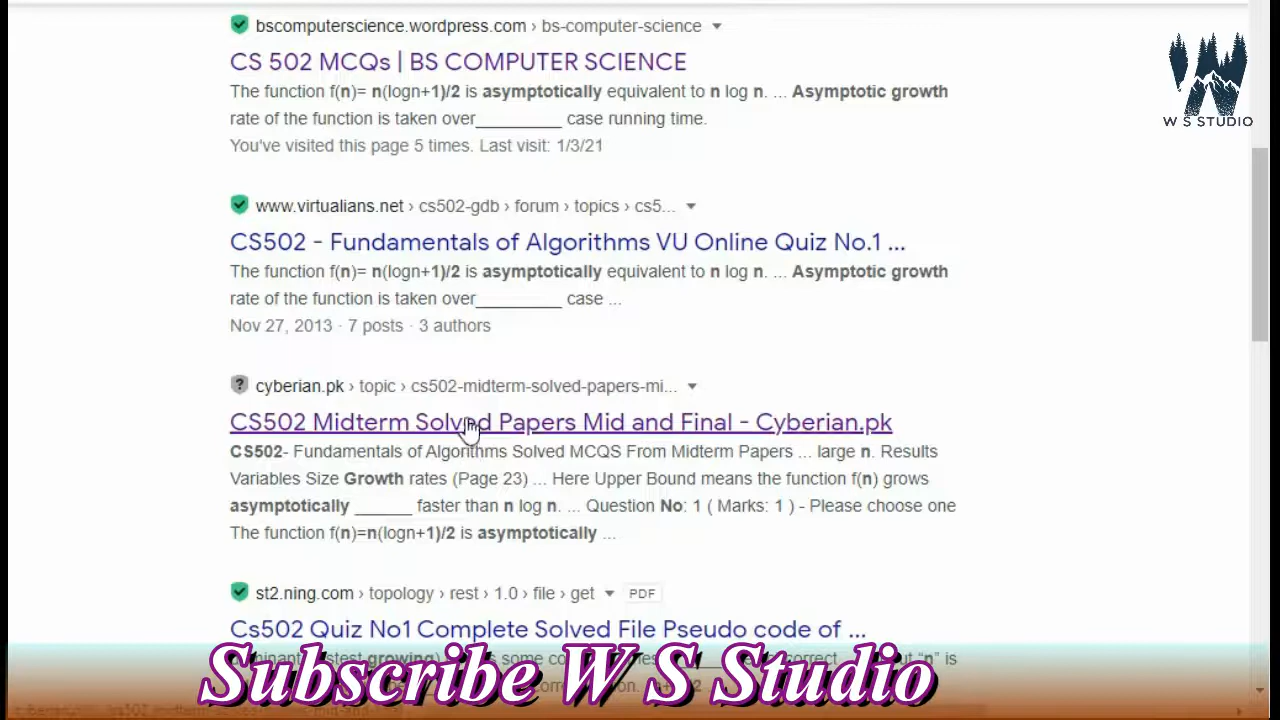 bscomputerscience.wordpress.com › bs-computer-science
CS 502 MCQs | BS COMPUTER SCIENCE
The function f(n)= n(logn+1)/2 is asymptotically equivalent to n log n. ... Asymptotic growth
rate of the function is taken over_________ case running time.
You've visited this page 5 times. Last visit: 1/3/21
W S STUDIO
www.virtualians.net › cs502-gdb › forum › topics › cs5...
CS502 - Fundamentals of Algorithms VU Online Quiz No.1 ...
The function f(n)= n(logn+1)/2 is asymptotically equivalent to n log n. ... Asymptotic growth
rate of the function is taken over_________ case ...
Nov 27, 2013 · 7 posts · 3 authors
cyberian.pk › topic › cs502-midterm-solved-papers-mi...
CS502 Midterm Solved Papers Mid and Final - Cyberian.pk
CS502- Fundamentals of Algorithms Solved MCQS From Midterm Papers ... large n. Results
Variables Size Growth rates (Page 23) ... Here Upper Bound means the function f(n) grows
asymptotically ______ faster than n log n. ... Question No: 1 ( Marks: 1 ) - Please choose one
The function f(n)=n(logn+1)/2 is asymptotically ...
st2.ning.com › topology › rest › 1.0 › file › get PDF
Cs502 Quiz No1 Complete Solved File Pseudo code of ...
Subscribe W S Studio